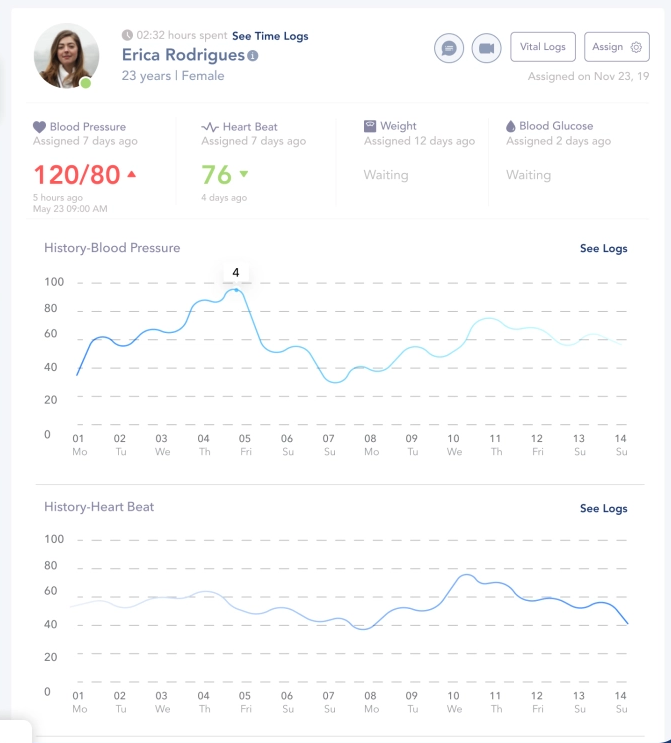 02:32 hours spent See Time Logs
Erica Rodrigues
23 years | Female
Vital Logs
Assign
Assigned on Nov 23, 19
Blood Pressure
Assigned 7 days ago
120/80
5 hours ago
May 23 09:00 AM
Heart Beat
Assigned 7 days ago
76
4 days ago
Weight
Assigned 12 days ago
Waiting
Blood Glucose
Assigned 2 days ago
Waiting
History-Blood Pressure
See Logs
4
100
80
60
40
20
0
01 02 03 04 05 06 07 08 09 10 11 12 13 14
Mo Tu We Th Fri Su Su Mo Tu We Th Fri Su Su
History-Heart Beat
See Logs
100
80
60
40
20
0
01 02 03 04 05 06 07 08 09 10 11 12 13 14
Mo Tu We Th Fri Su Su Mo Tu We Th Fri Su Su